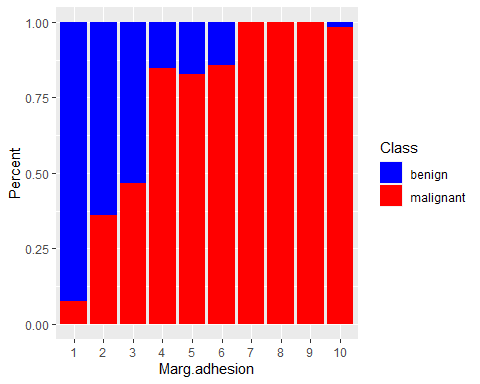 1.00
0.75
0.50
0.25
0.00
Percent
1 2 3 4 5 6 7 8 9 10
Marg.adhesion
Class
benign
malignant